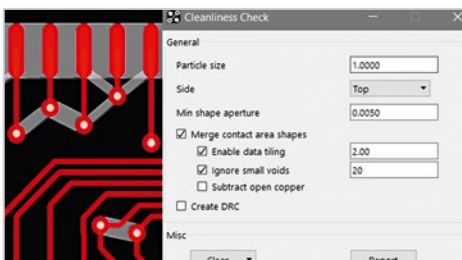 Cleanliness Check
General
Particle size 1.0000
Side Top
Min shape aperture 0.0050
Merge contact area shapes
Enable data tiling 2.00
Ignore small voids 20
Subtract open copper
Create DRC
Misc
Clear Report